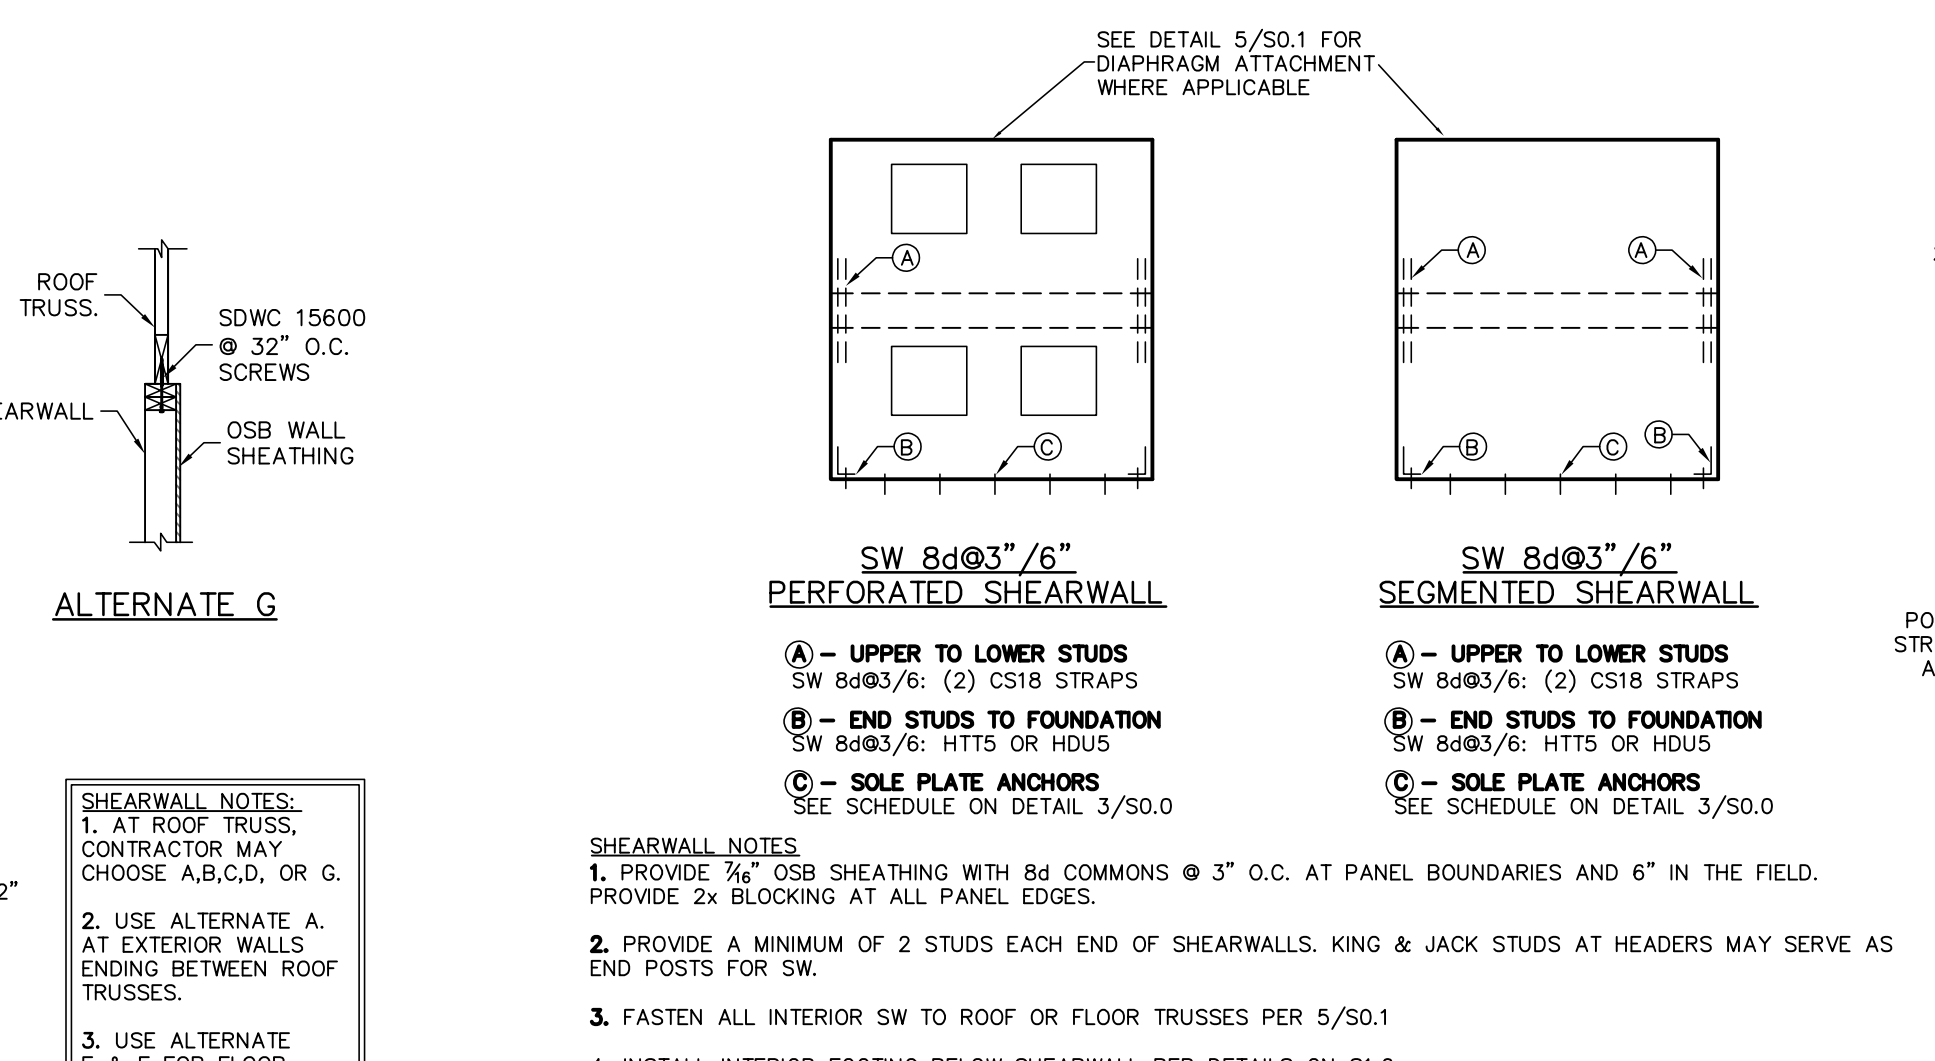 SEE DETAIL 5/S0.1 FOR
DIAPHRAGM ATTACHMENT
WHERE APPLICABLE
ROOF
TRUSS.
SDWC 15600
@ 32" O.C.
SCREWS
OSB WALL
SHEATHING
ALTERNATE G
A
B
C
A
A
B
C
B
SW 8d@3"/6"
PERFORATED SHEARWALL
A – UPPER TO LOWER STUDS
SW 8d@3/6: (2) CS18 STRAPS
B – END STUDS TO FOUNDATION
SW 8d@3/6: HTT5 OR HDU5
C – SOLE PLATE ANCHORS
SEE SCHEDULE ON DETAIL 3/S0.0
SW 8d@3"/6"
SEGMENTED SHEARWALL
A – UPPER TO LOWER STUDS
SW 8d@3/6: (2) CS18 STRAPS
B – END STUDS TO FOUNDATION
SW 8d@3/6: HTT5 OR HDU5
C – SOLE PLATE ANCHORS
SEE SCHEDULE ON DETAIL 3/S0.0
SHEARWALL NOTES:
1. AT ROOF TRUSS,
CONTRACTOR MAY
CHOOSE A,B,C,D, OR G.
2. USE ALTERNATE A.
AT EXTERIOR WALLS
ENDING BETWEEN ROOF
TRUSSES.
3. USE ALTERNATE
SHEARWALL NOTES
1. PROVIDE 7/16" OSB SHEATHING WITH 8d COMMONS @ 3" O.C. AT PANEL BOUNDARIES AND 6" IN THE FIELD.
PROVIDE 2x BLOCKING AT ALL PANEL EDGES.
2. PROVIDE A MINIMUM OF 2 STUDS EACH END OF SHEARWALLS. KING & JACK STUDS AT HEADERS MAY SERVE AS
END POSTS FOR SW.
3. FASTEN ALL INTERIOR SW TO ROOF OR FLOOR TRUSSES PER 5/S0.1